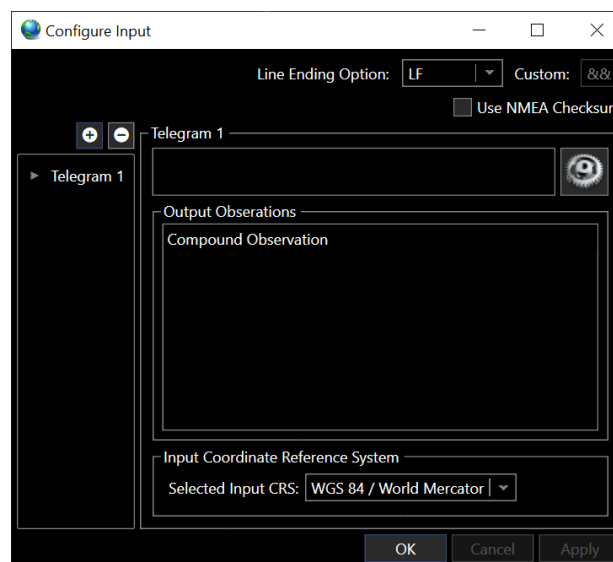 Configure Input
Line Ending Option: LF Custom: &&
Use NMEA Checksur
Telegram 1
Telegram 1
Output Obserations
Compound Observation
Input Coordinate Reference System
Selected Input CRS: WGS 84 / World Mercator
OK Cancel Apply